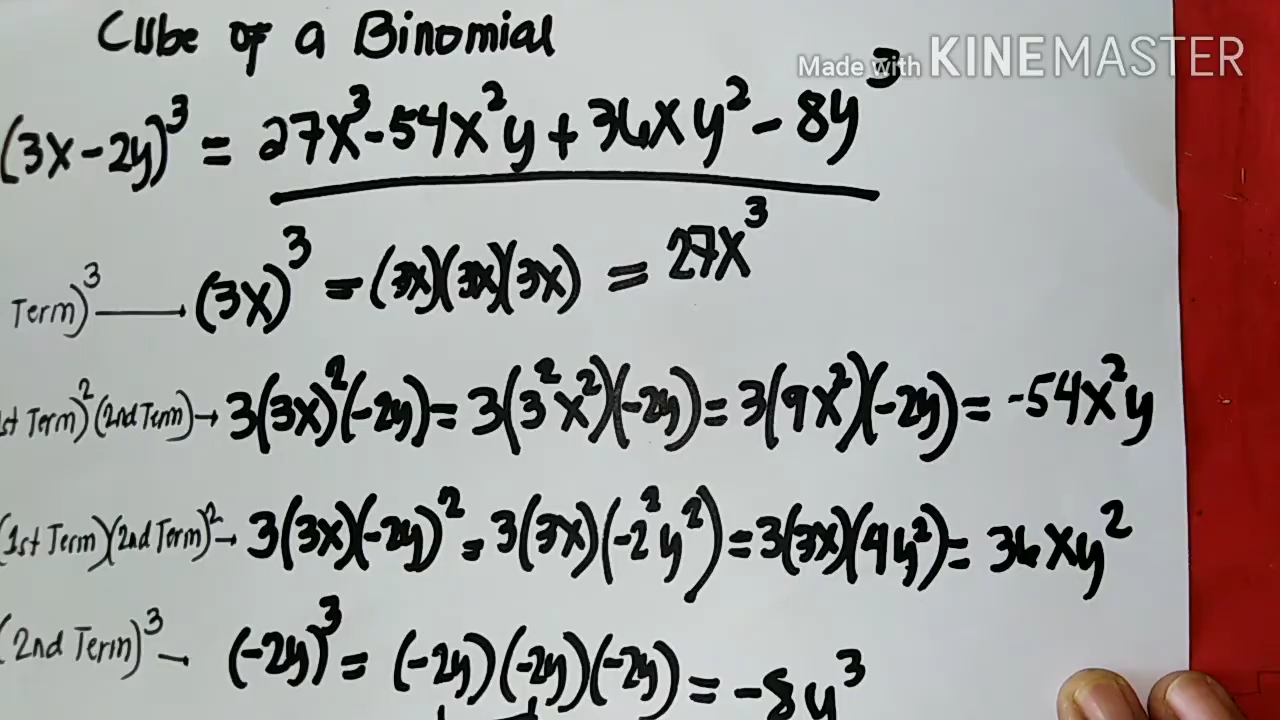 Cube of a Binomial
Made with KINEMASTER
(3x-2y)³ = 27x³-54x²y+36xy²-8y³
Term)³ → (3x)³ = (3x)(3x)(3x) = 27x³
1st Term)²(2nd Term)→ 3(3x)²(-2y)= 3(3²x²)(-2y)= 3(9x²)(-2y)= -54x²y
(1st Term)(2nd Term)²→ 3(3x)(-2y)² = 3(3x)(-2²y²)=3(3x)(4y²)= 36xy²
(2nd Term)³ – (-2y)³ = (-2y)(-2y)(-2y) = -8y³